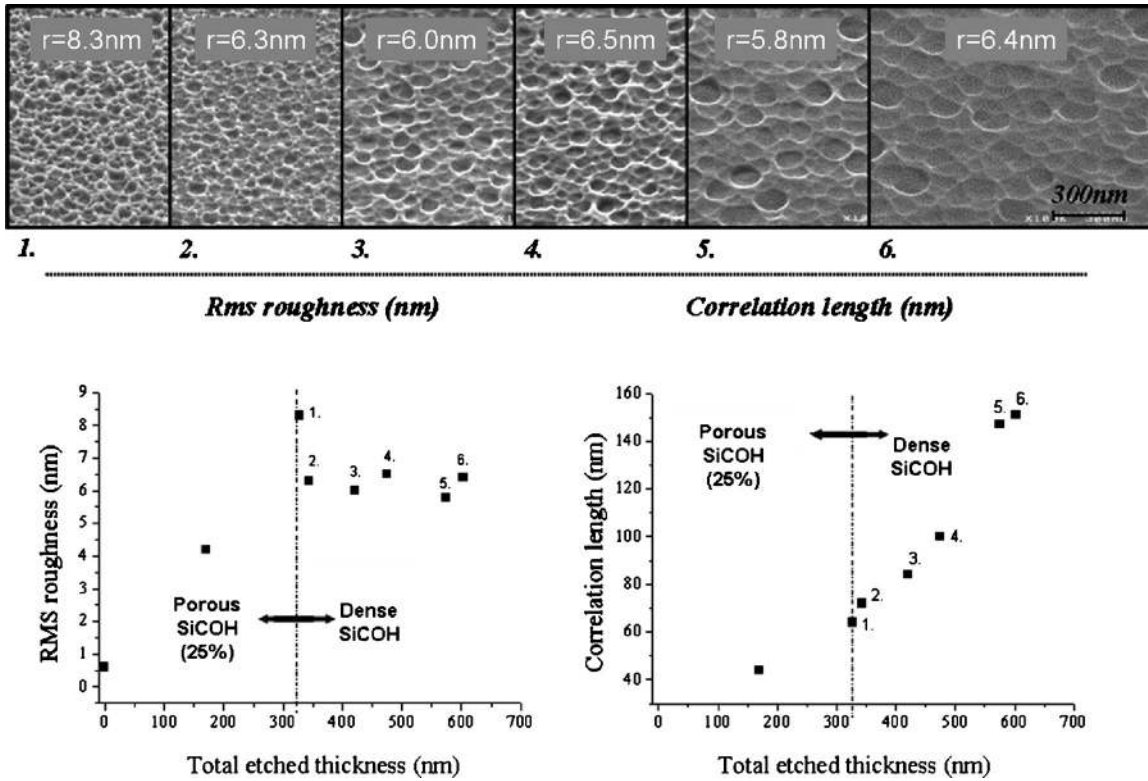 r=8.3nm r=6.3nm r=6.0nm r=6.5nm r=5.8nm r=6.4nm
300nm
1. 2. 3. 4. 5. 6.
Rms roughness (nm) Correlation length (nm)
RMS roughness (nm)
9
8
7
6
5
4
3
2
1
0
1.
2.
3.
4.
5.
6.
Porous
SiCOH
(25%)
Dense
SiCOH
0 100 200 300 400 500 600 700
Total etched thickness (nm)
Correlation length (nm)
160
140
120
100
80
60
40
5.
6.
Porous
SiCOH
(25%)
Dense
SiCOH
4.
3.
2.
1.
0 100 200 300 400 500 600 700
Total etched thickness (nm)